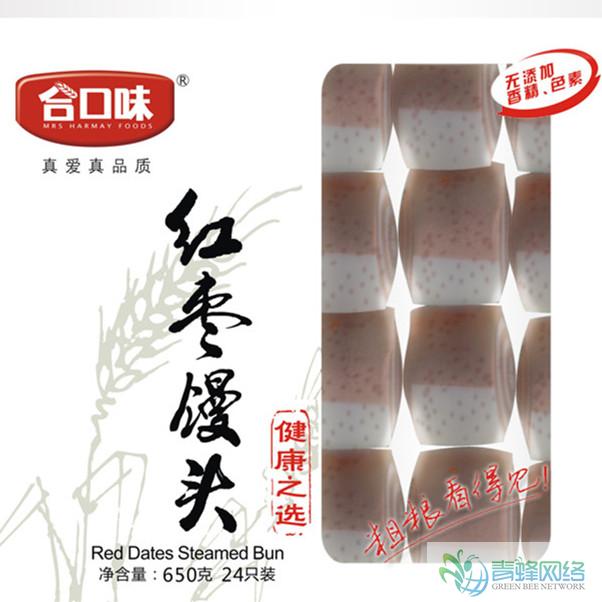 合口味®
MRS HARMAY FOODS
真爱真品质
无添加
香精、色素
红枣馒头
健康之选
粗粮看得见!
Red Dates Steamed Bun
净含量：650克 24只装
青蜂网络
GREEN BEE NETWORK